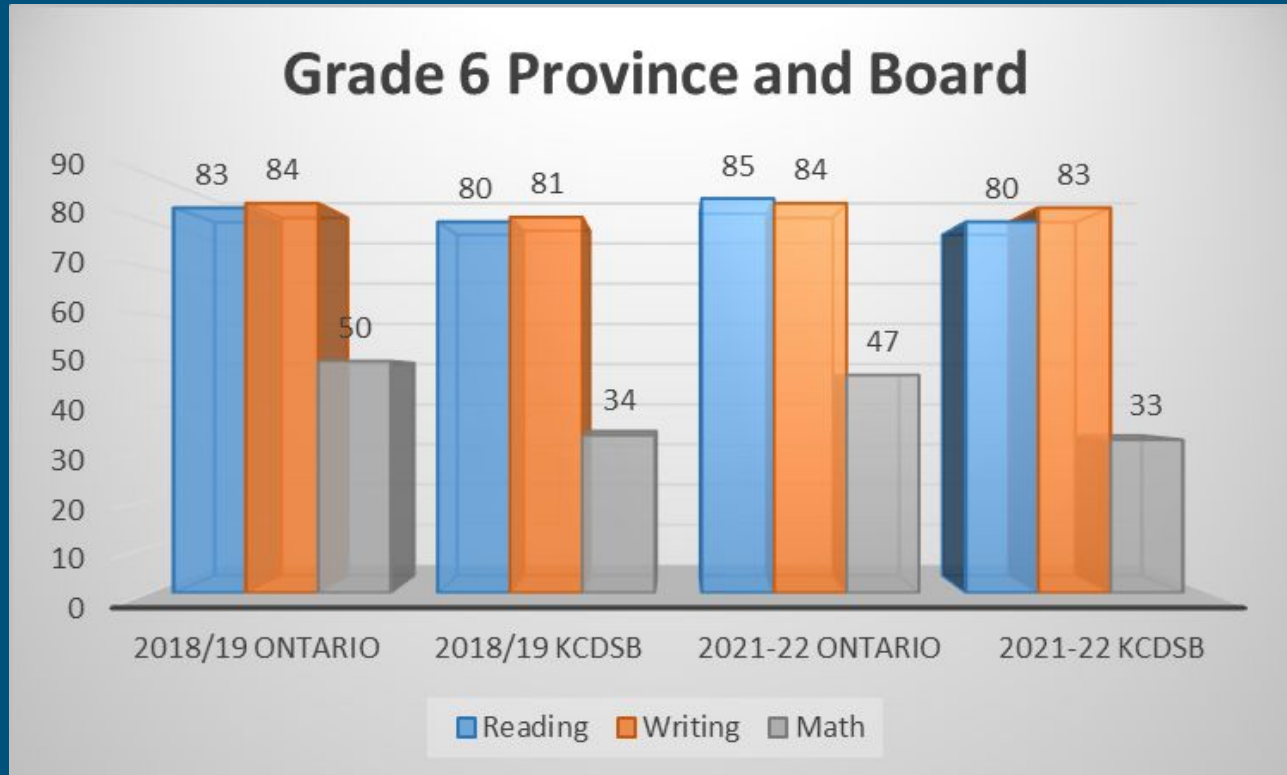 Grade 6 Province and Board
90
80
70
60
50
40
30
20
10
0
83 84 50
80 81 34
85 84 47
80 83 33
2018/19 ONTARIO 2018/19 KCDSB 2021-22 ONTARIO 2021-22 KCDSB
Reading Writing Math